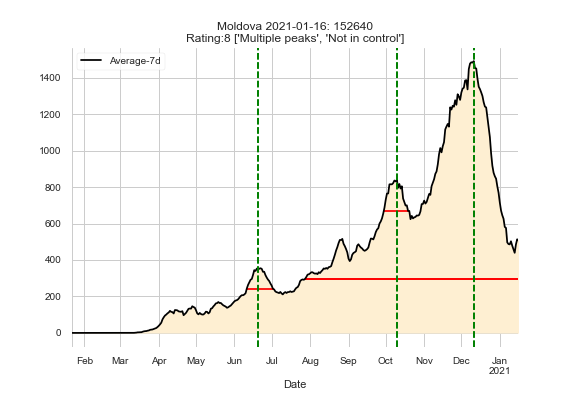 Moldova 2021-01-16: 152640
Rating:8 ['Multiple peaks', 'Not in control']
Average-7d
1400
1200
1000
800
600
400
200
0
Feb Mar Apr May Jun Jul Aug Sep Oct Nov Dec Jan
2021
Date